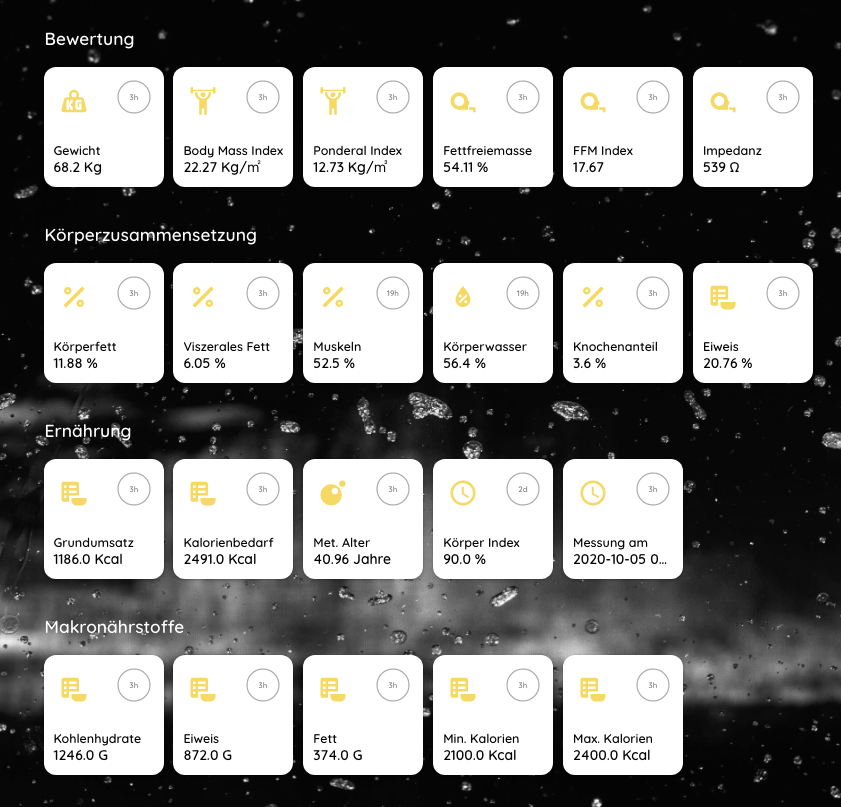 Bewertung
3h
Gewicht
68.2 Kg
3h
Body Mass Index
22.27 Kg/m²
3h
Ponderal Index
12.73 Kg/m³
3h
Fettfreiemasse
54.11 %
3h
FFM Index
17.67
3h
Impedanz
539 Ω
Körperzusammensetzung
3h
Körperfett
11.88 %
3h
Viszerales Fett
6.05 %
19h
Muskeln
52.5 %
19h
Körperwasser
56.4 %
3h
Knochenanteil
3.6 %
3h
Eiweis
20.76 %
Ernährung
3h
Grundumsatz
1186.0 Kcal
3h
Kalorienbedarf
2491.0 Kcal
3h
Met. Alter
40.96 Jahre
2d
Körper Index
90.0 %
3h
Messung am
2020-10-05 0...
Makronährstoffe
3h
Kohlenhydrate
1246.0 G
3h
Eiweis
872.0 G
3h
Fett
374.0 G
3h
Min. Kalorien
2100.0 Kcal
3h
Max. Kalorien
2400.0 Kcal